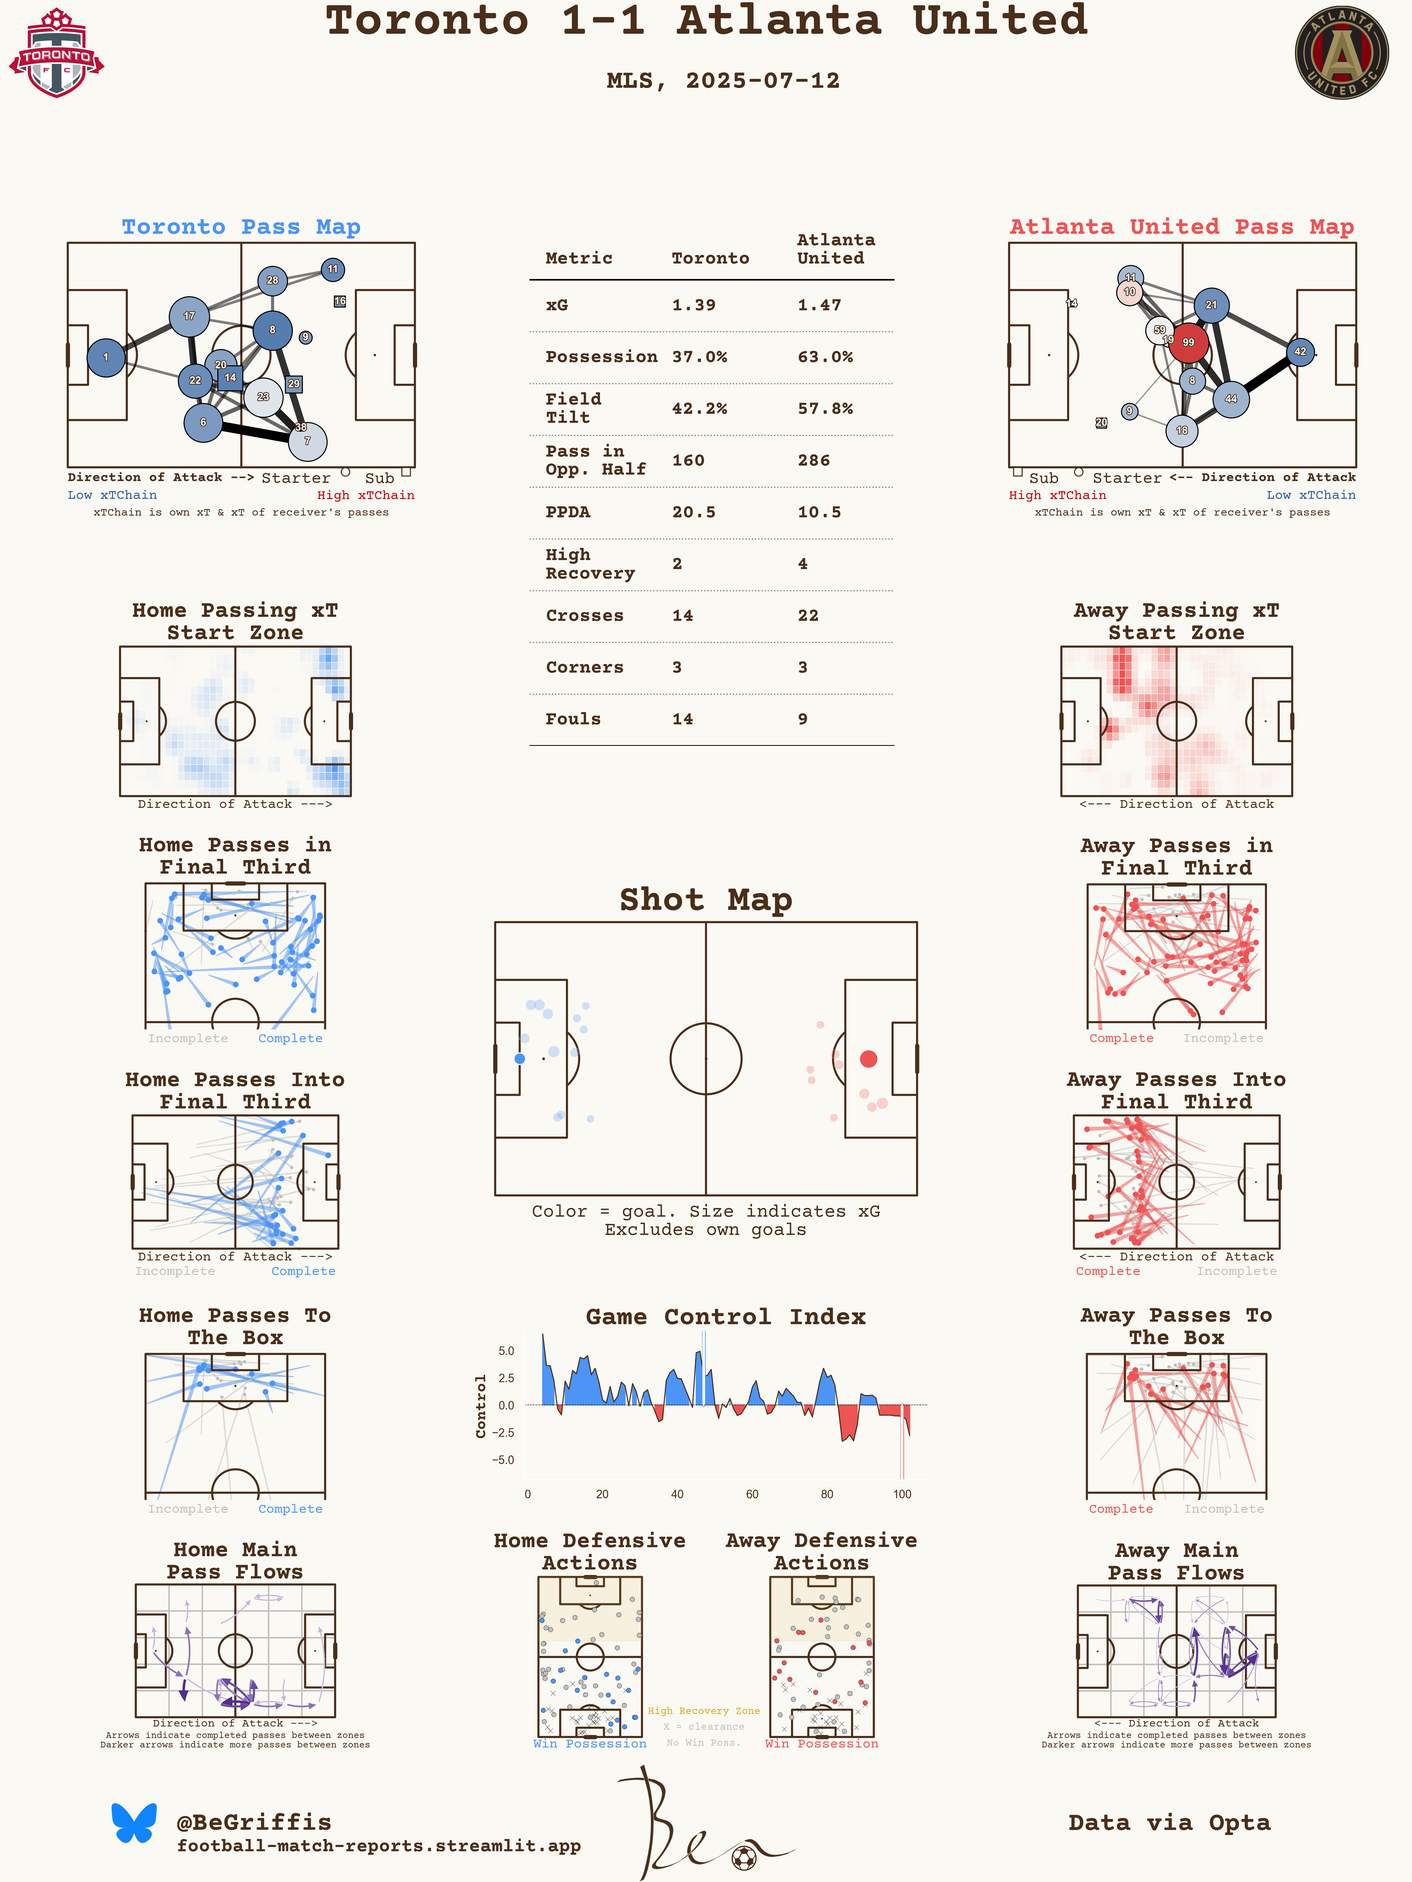 Toronto 1-1 Atlanta United
MLS, 2025-07-12
TORONTO
F C
ATLANTA
UNITED FC
Toronto Pass Map
11
28
16
17
8
9
1
20
22
14
29
23
6
38
7
Direction of Attack --> Starter Sub
Low xTChain High xTChain
xTChain is own xT & xT of receiver's passes
Metric Toronto Atlanta United
xG 1.39 1.47
Possession 37.0% 63.0%
Field Tilt 42.2% 57.8%
Pass in Opp. Half 160 286
PPDA 20.5 10.5
High Recovery 2 4
Crosses 14 22
Corners 3 3
Fouls 14 9
Atlanta United Pass Map
11
10
14
21
59
19
99
42
8
44
9
20
18
Sub Starter <-- Direction of Attack
High xTChain Low xTChain
xTChain is own xT & xT of receiver's passes
Home Passing xT
Start Zone
Direction of Attack --->
Away Passing xT
Start Zone
<--- Direction of Attack
Home Passes in
Final Third
Incomplete Complete
Away Passes in
Final Third
Complete Incomplete
Shot Map
Color = goal. Size indicates xG
Excludes own goals
Home Passes Into
Final Third
Direction of Attack --->
Incomplete Complete
Away Passes Into
Final Third
<--- Direction of Attack
Complete Incomplete
Home Passes To
The Box
Incomplete Complete
Game Control Index
Control
5.0
2.5
0.0
−2.5
−5.0
0 20 40 60 80 100
Away Passes To
The Box
Complete Incomplete
Home Main
Pass Flows
Direction of Attack --->
Arrows indicate completed passes between zones
Darker arrows indicate more passes between zones
Home Defensive
Actions
Win Possession
High Recovery Zone
X = clearance
No Win Poss.
Away Defensive
Actions
Win Possession
Away Main
Pass Flows
<--- Direction of Attack
Arrows indicate completed passes between zones
Darker arrows indicate more passes between zones
@BeGriffis
football-match-reports.streamlit.app
Ben
Data via Opta